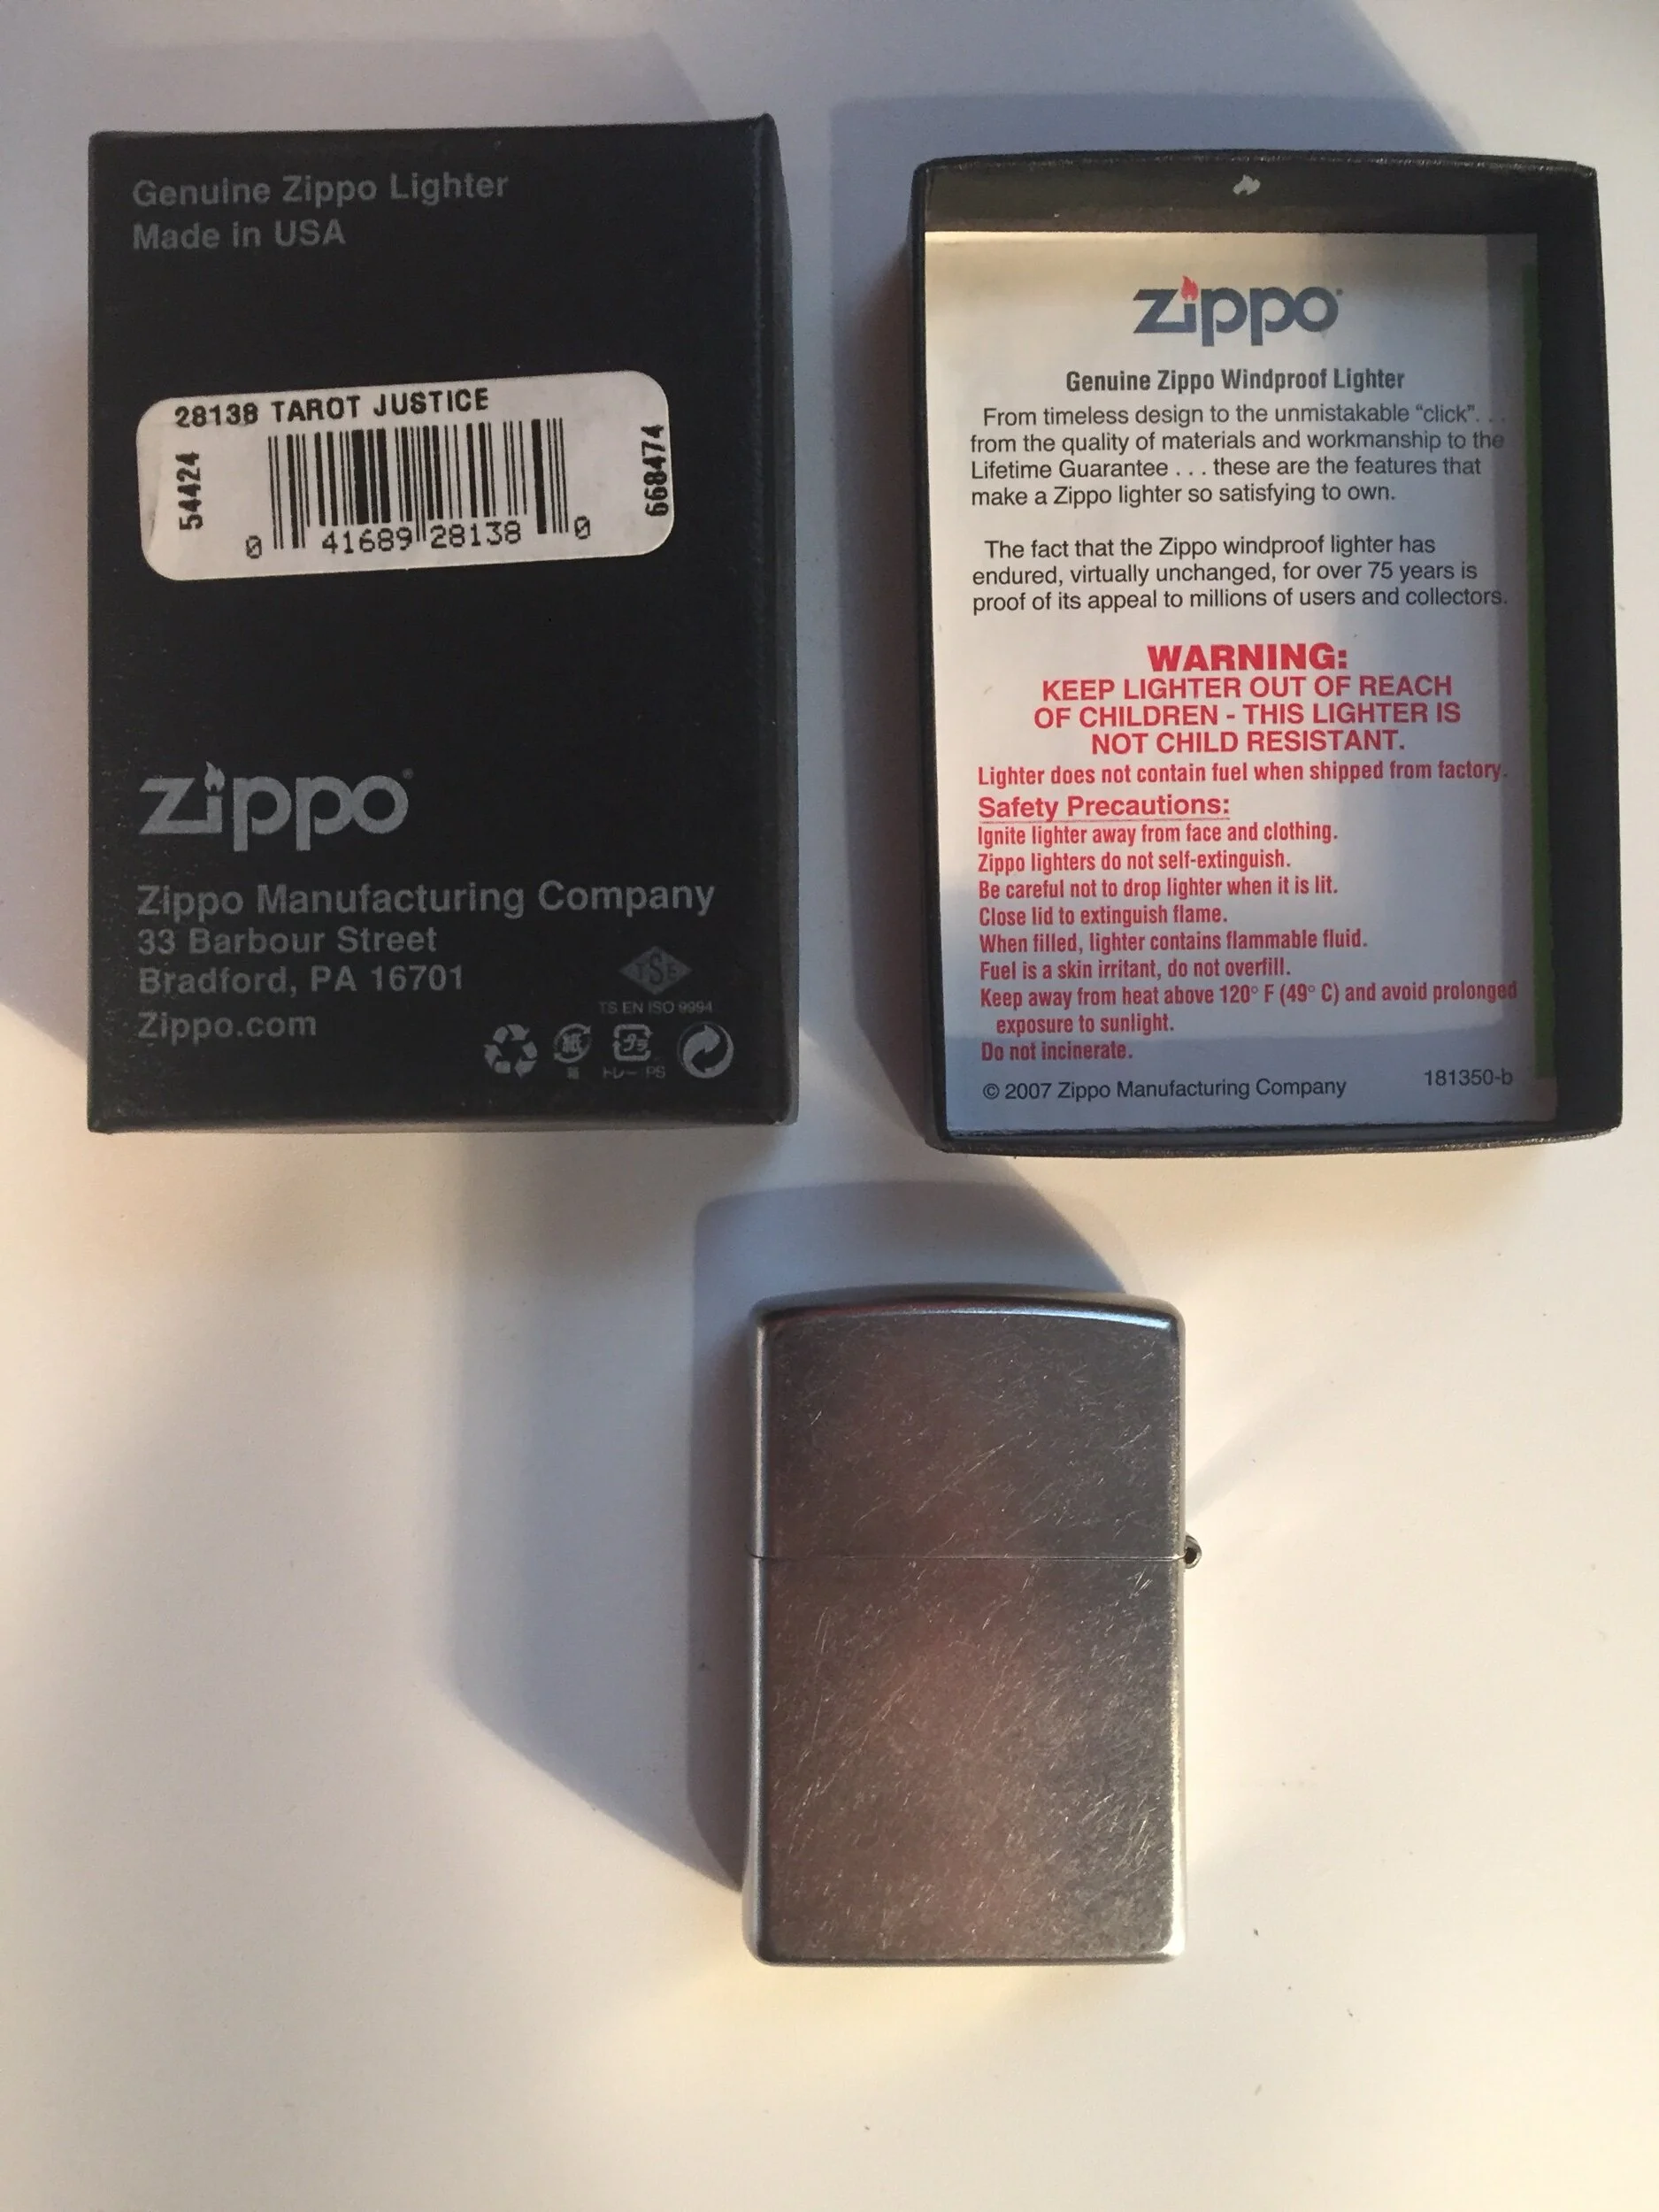 Genuine Zippo Lighter
Made in USA
28138 TAROT JUSTICE
54424
668474
0 41689 28138 0
zippo
Zippo Manufacturing Company
33 Barbour Street
Bradford, PA 16701
Zippo.com
TSE
TS EN ISO 9994
紙
プラ
箱
トレー PS
zippo
Genuine Zippo Windproof Lighter
From timeless design to the unmistakable “click”. . .
from the quality of materials and workmanship to the
Lifetime Guarantee . . . these are the features that
make a Zippo lighter so satisfying to own.
The fact that the Zippo windproof lighter has
endured, virtually unchanged, for over 75 years is
proof of its appeal to millions of users and collectors.
WARNING:
KEEP LIGHTER OUT OF REACH
OF CHILDREN - THIS LIGHTER IS
NOT CHILD RESISTANT.
Lighter does not contain fuel when shipped from factory.
Safety Precautions:
Ignite lighter away from face and clothing.
Zippo lighters do not self-extinguish.
Be careful not to drop lighter when it is lit.
Close lid to extinguish flame.
When filled, lighter contains flammable fluid.
Fuel is a skin irritant, do not overfill.
Keep away from heat above 120° F (49° C) and avoid prolonged
exposure to sunlight.
Do not incinerate.
© 2007 Zippo Manufacturing Company
181350-b